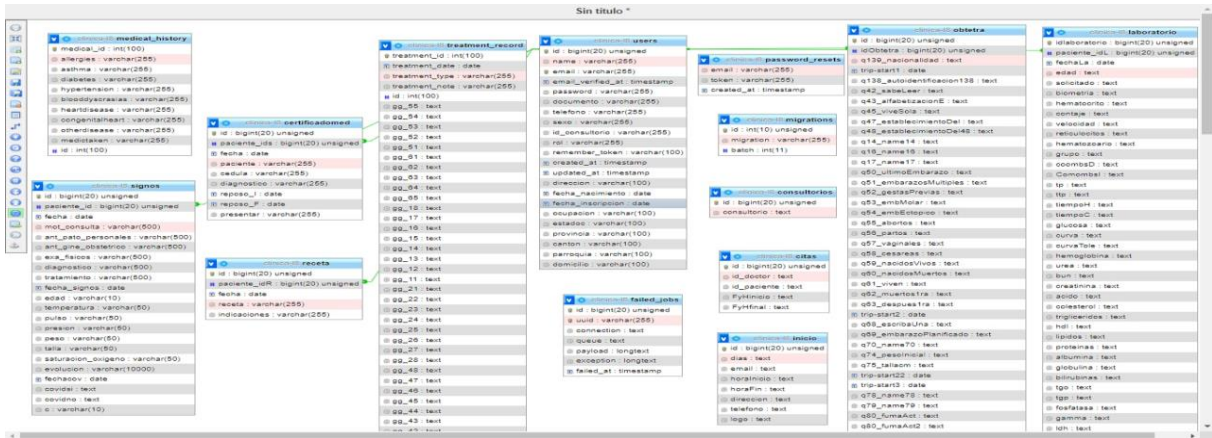 Sin título *
medical_history
medical_id : int(100)
allergies : varchar(255)
asthma : varchar(255)
diabetes : varchar(255)
hypertension : varchar(255)
blooddyscrasias : varchar(255)
heartdisease : varchar(255)
congenitalheart : varchar(255)
otherdisease : varchar(255)
medictaken : varchar(255)
id : int(100)
signos
id : bigint(20) unsigned
paciente_id : bigint(20) unsigned
fecha : date
mot_consulta : varchar(500)
ant_pato_personales : varchar(500)
ant_gine_obstetrico : varchar(500)
exa_fisicos : varchar(500)
diagnostico : varchar(500)
tratamiento : varchar(500)
fecha_signos : date
edad : varchar(10)
temperatura : varchar(50)
pulso : varchar(50)
presion : varchar(50)
peso : varchar(50)
talla : varchar(50)
saturacion_oxigeno : varchar(50)
evolucion : varchar(10000)
fechacov : date
covidsi : text
covidno : text
c : varchar(10)
certificadomed
id : bigint(20) unsigned
paciente_ids : bigint(20) unsigned
fecha : date
paciente : varchar(255)
cedula : varchar(255)
diagnostico : varchar(255)
reposo_I : date
reposo_F : date
presentar : varchar(256)
receta
id : bigint(20) unsigned
paciente_idR : bigint(20) unsigned
fecha : date
receta : varchar(255)
indicaciones : varchar(255)
treatment_record
treatment_id : int(100)
treatment_date : date
treatment_type : varchar(255)
treatment_note : varchar(255)
id : int(100)
gg_55 : text
gg_54 : text
gg_53 : text
gg_52 : text
gg_51 : text
gg_61 : text
gg_62 : text
gg_63 : text
gg_64 : text
gg_65 : text
gg_18 : text
gg_17 : text
gg_16 : text
gg_15 : text
gg_14 : text
gg_13 : text
gg_12 : text
gg_11 : text
gg_21 : text
gg_22 : text
gg_23 : text
gg_24 : text
gg_25 : text
gg_26 : text
gg_27 : text
gg_28 : text
gg_48 : text
gg_47 : text
gg_46 : text
gg_45 : text
gg_44 : text
gg_43 : text
users
id : bigint(20) unsigned
name : varchar(255)
email : varchar(255)
email_verified_at : timestamp
password : varchar(255)
documento : varchar(255)
telefono : varchar(255)
sexo : varchar(255)
id_consultorio : varchar(255)
rol : varchar(255)
remember_token : varchar(100)
created_at : timestamp
updated_at : timestamp
direccion : varchar(100)
fecha_nacimiento : date
fecha_inscripcion : date
ocupacion : varchar(100)
estadoc : varchar(100)
provincia : varchar(100)
canton : varchar(100)
parroquia : varchar(100)
domicilio : varchar(100)
failed_jobs
id : bigint(20) unsigned
uuid : varchar(255)
connection : text
queue : text
payload : longtext
exception : longtext
failed_at : timestamp
password_resets
email : varchar(255)
token : varchar(255)
created_at : timestamp
migrations
id : int(10) unsigned
migration : varchar(255)
batch : int(11)
consultorios
id : bigint(20) unsigned
consultorio : text
citas
id : bigint(20) unsigned
id_doctor : text
id_paciente : text
FyHinicio : text
FyHfinal : text
inicio
id : bigint(20) unsigned
dias : text
email : text
horaInicio : text
horaFin : text
direccion : text
telefono : text
logo : text
obtetra
id : bigint(20) unsigned
idObtetra : bigint(20) unsigned
q139_nacionalidad : text
trip-start1 : date
q138_autoidentificacion138 : text
q42_sabeLeer : text
q43_alfabetizacionE : text
q45_viveSola : text
q47_establecimientoDel : text
q48_establecimientoDel48 : text
q14_name14 : text
q16_name16 : text
q17_name17 : text
q50_ultimoEmbarazo : text
q51_embarazosMultiples : text
q52_gestasPrevias : text
q53_embMolar : text
q54_embEctopico : text
q55_abortos : text
q56_partos : text
q57_vaginales : text
q58_cesareas : text
q59_nacidosVivos : text
q60_nacidosMuertos : text
q61_viven : text
q62_muertos1ra : text
q63_despues1ra : text
trip-start2 : date
q68_escribaUna : text
q69_embarazoPlanificado : text
q70_name70 : text
q74_pesoInicial : text
q75_tallacm : text
trip-start22 : date
trip-start3 : date
q78_name78 : text
q79_name79 : text
q80_fumaAct : text
q80_fumaAct2 : text
laboratorio
idlaboratorio : bigint(20) unsigned
paciente_idL : bigint(20) unsigned
fechaLa : date
edad : text
solicitado : text
biometria : text
hematocrito : text
contaje : text
velocidad : text
reticulocitos : text
hematozoario : text
grupo : text
coombsD : text
Comombsl : text
tp : text
ttp : text
tiempoH : text
tiempoC : text
glucosa : text
curva : text
curvaTole : text
hemoglobina : text
urea : text
bun : text
creatinina : text
acido : text
colesterol : text
trigliceridos : text
hdl : text
lipidos : text
proteinas : text
albumina : text
globulina : text
bilirubinas : text
tgo : text
tgp : text
fosfatasa : text
gamma : text
ldh : text